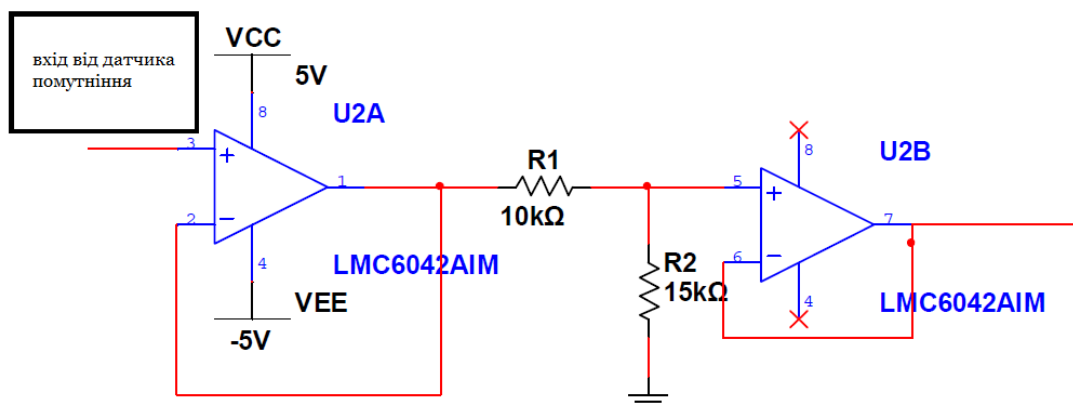 вхід від датчика
помутніння
VCC
5V
8
U2A
3
1
2
4
LMC6042AIM
VEE
-5V
R1
10kΩ
R2
15kΩ
8
U2B
5
7
6
4
LMC6042AIM